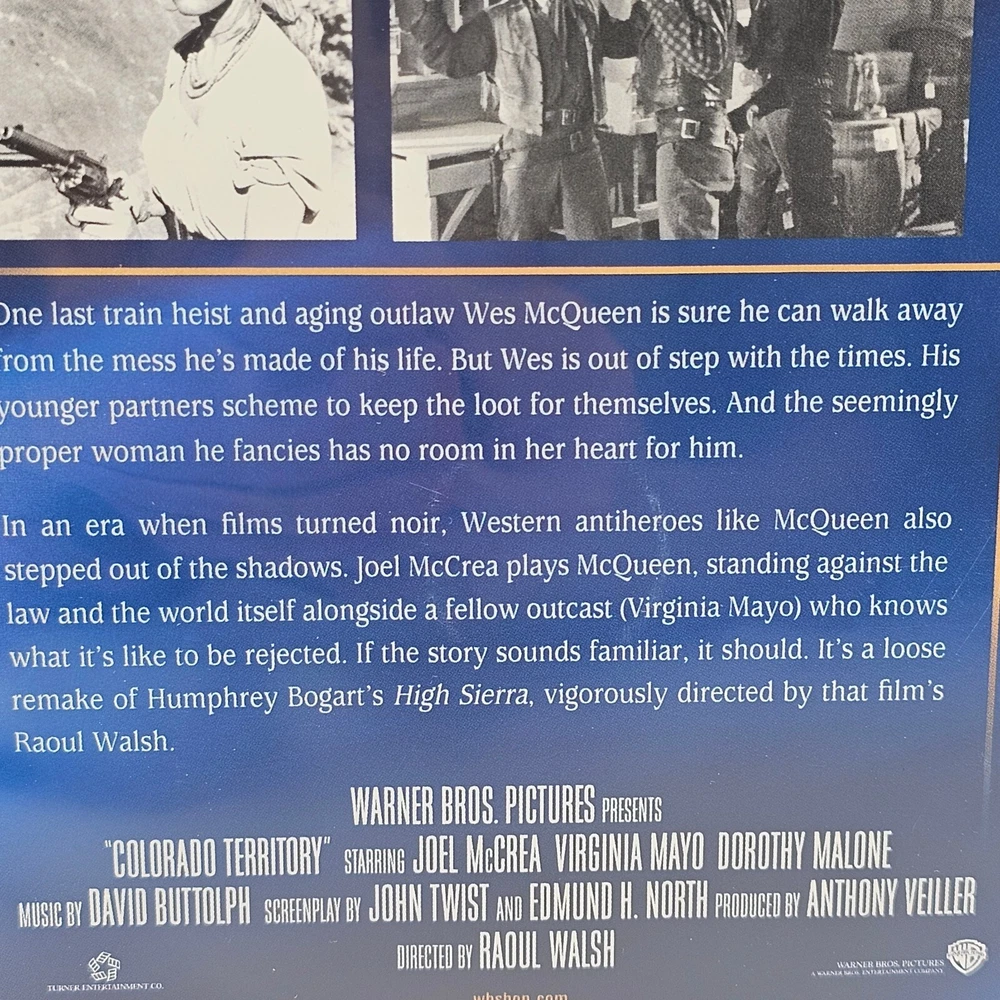 One last train heist and aging outlaw Wes McQueen is sure he can walk away
from the mess he's made of his life. But Wes is out of step with the times. His
younger partners scheme to keep the loot for themselves. And the seemingly
proper woman he fancies has no room in her heart for him.
In an era when films turned noir, Western antiheroes like McQueen also
stepped out of the shadows. Joel McCrea plays McQueen, standing against the
law and the world itself alongside a fellow outcast (Virginia Mayo) who knows
what it's like to be rejected. If the story sounds familiar, it should. It's a loose
remake of Humphrey Bogart's High Sierra, vigorously directed by that film's
Raoul Walsh.
WARNER BROS. PICTURES PRESENTS
"COLORADO TERRITORY" STARRING JOEL McCREA VIRGINIA MAYO DOROTHY MALONE
MUSIC BY DAVID BUTTOLPH SCREENPLAY BY JOHN TWIST AND EDMUND H. NORTH PRODUCED BY ANTHONY VEILLER
DIRECTED BY RAOUL WALSH
TURNER ENTERTAINMENT CO.
WARNER BROS. PICTURES
A WARNER BROS. ENTERTAINMENT COMPANY
WB
wbshop.com